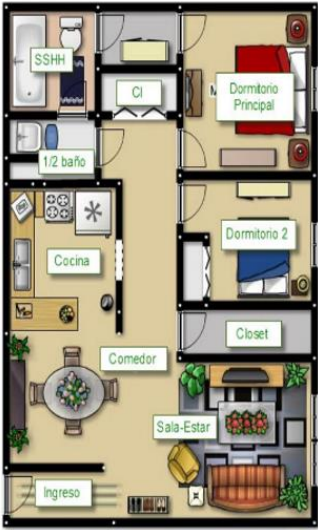 SSHH
Cl
Dormitorio
Principal
1/2 baño
Dormitorio 2
Cocina
Closet
Comedor
Sala-Estar
Ingreso